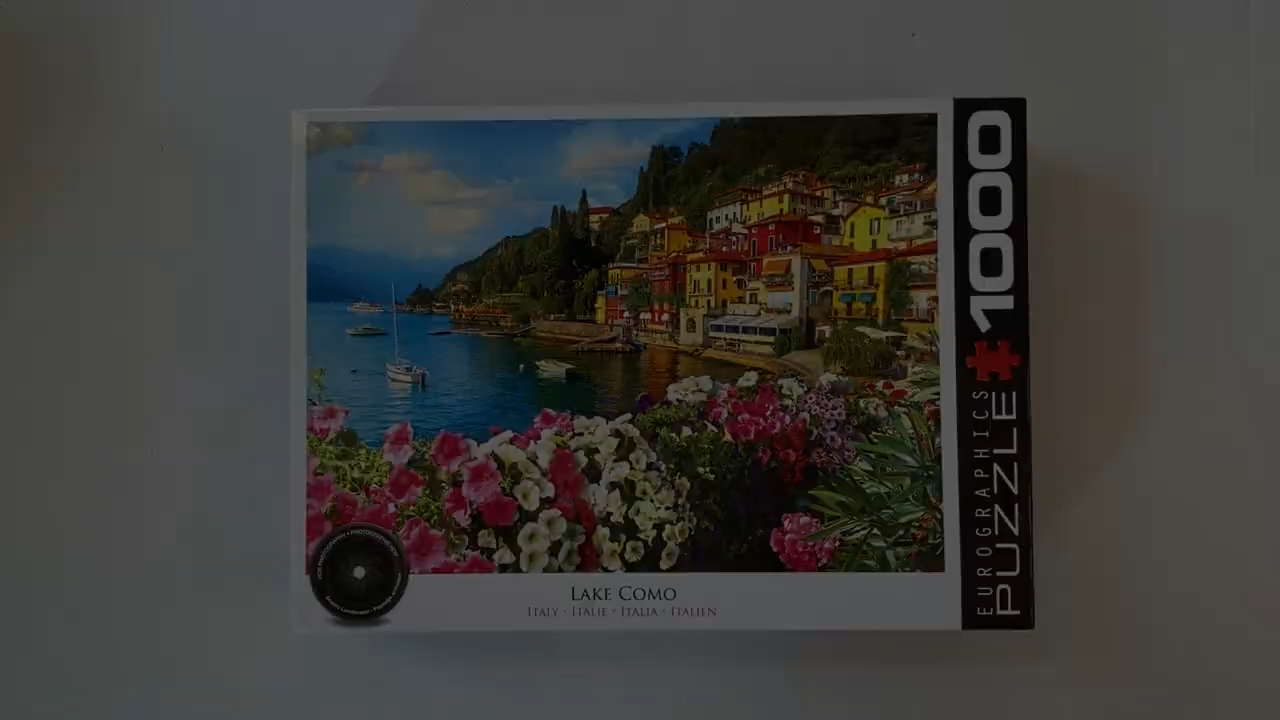 LAKE COMO
ITALY · ITALIE · ITALIA · ITALIEN
EUROGRAPHICS
PUZZLE 1000